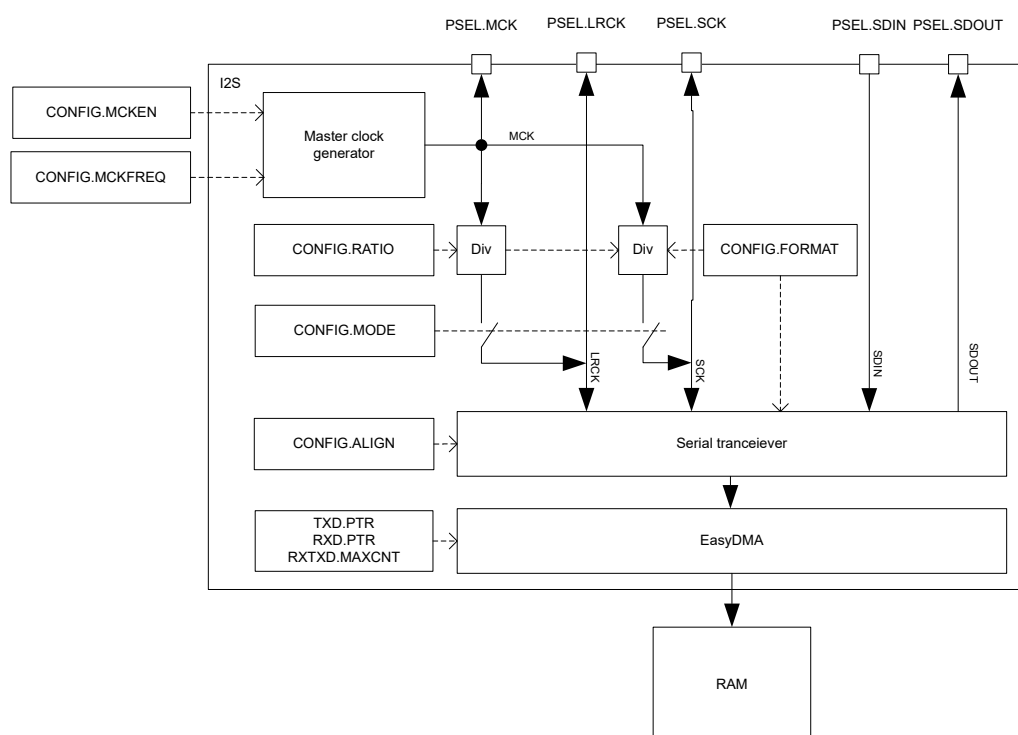 PSEL.MCK
PSEL.LRCK
PSEL.SCK
PSEL.SDIN
PSEL.SDOUT
I2S
CONFIG.MCKEN
CONFIG.MCKFREQ
Master clock
generator
MCK
CONFIG.RATIO
Div
Div
CONFIG.FORMAT
CONFIG.MODE
LRCK
SCK
SDIN
SDOUT
CONFIG.ALIGN
Serial tranceiever
TXD.PTR
RXD.PTR
RXTXD.MAXCNT
EasyDMA
RAM